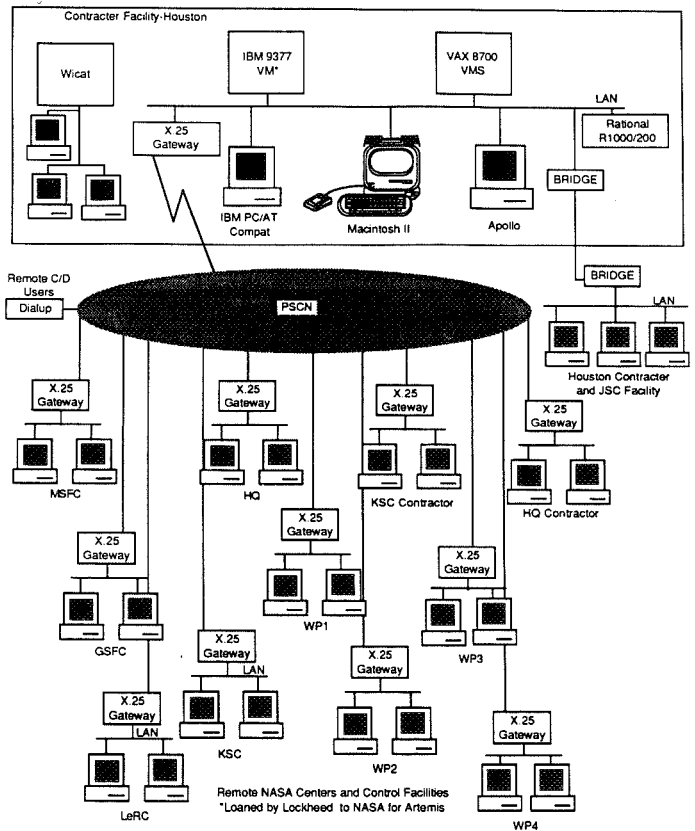 Contracter Facility-Houston
Wicat
IBM 9377
VM*
VAX 8700
VMS
LAN
X.25
Gateway
Rational
R1000/200
IBM PC/AT
Compat
Macintosh II
Apollo
BRIDGE
Remote C/D
Users
Dialup
PSCN
BRIDGE
LAN
Houston Contracter
and JSC Facility
X.25
Gateway
MSFC
X.25
Gateway
HQ
X.25
Gateway
KSC Contractor
X.25
Gateway
HQ Contractor
X.25
Gateway
GSFC
X.25
Gateway
WP1
X.25
Gateway
WP3
X.25
Gateway
LAN
KSC
X.25
Gateway
WP2
X.25
Gateway
LAN
LeRC
X.25
Gateway
WP4
Remote NASA Centers and Control Facilities
*Loaned by Lockheed to NASA for Artemis